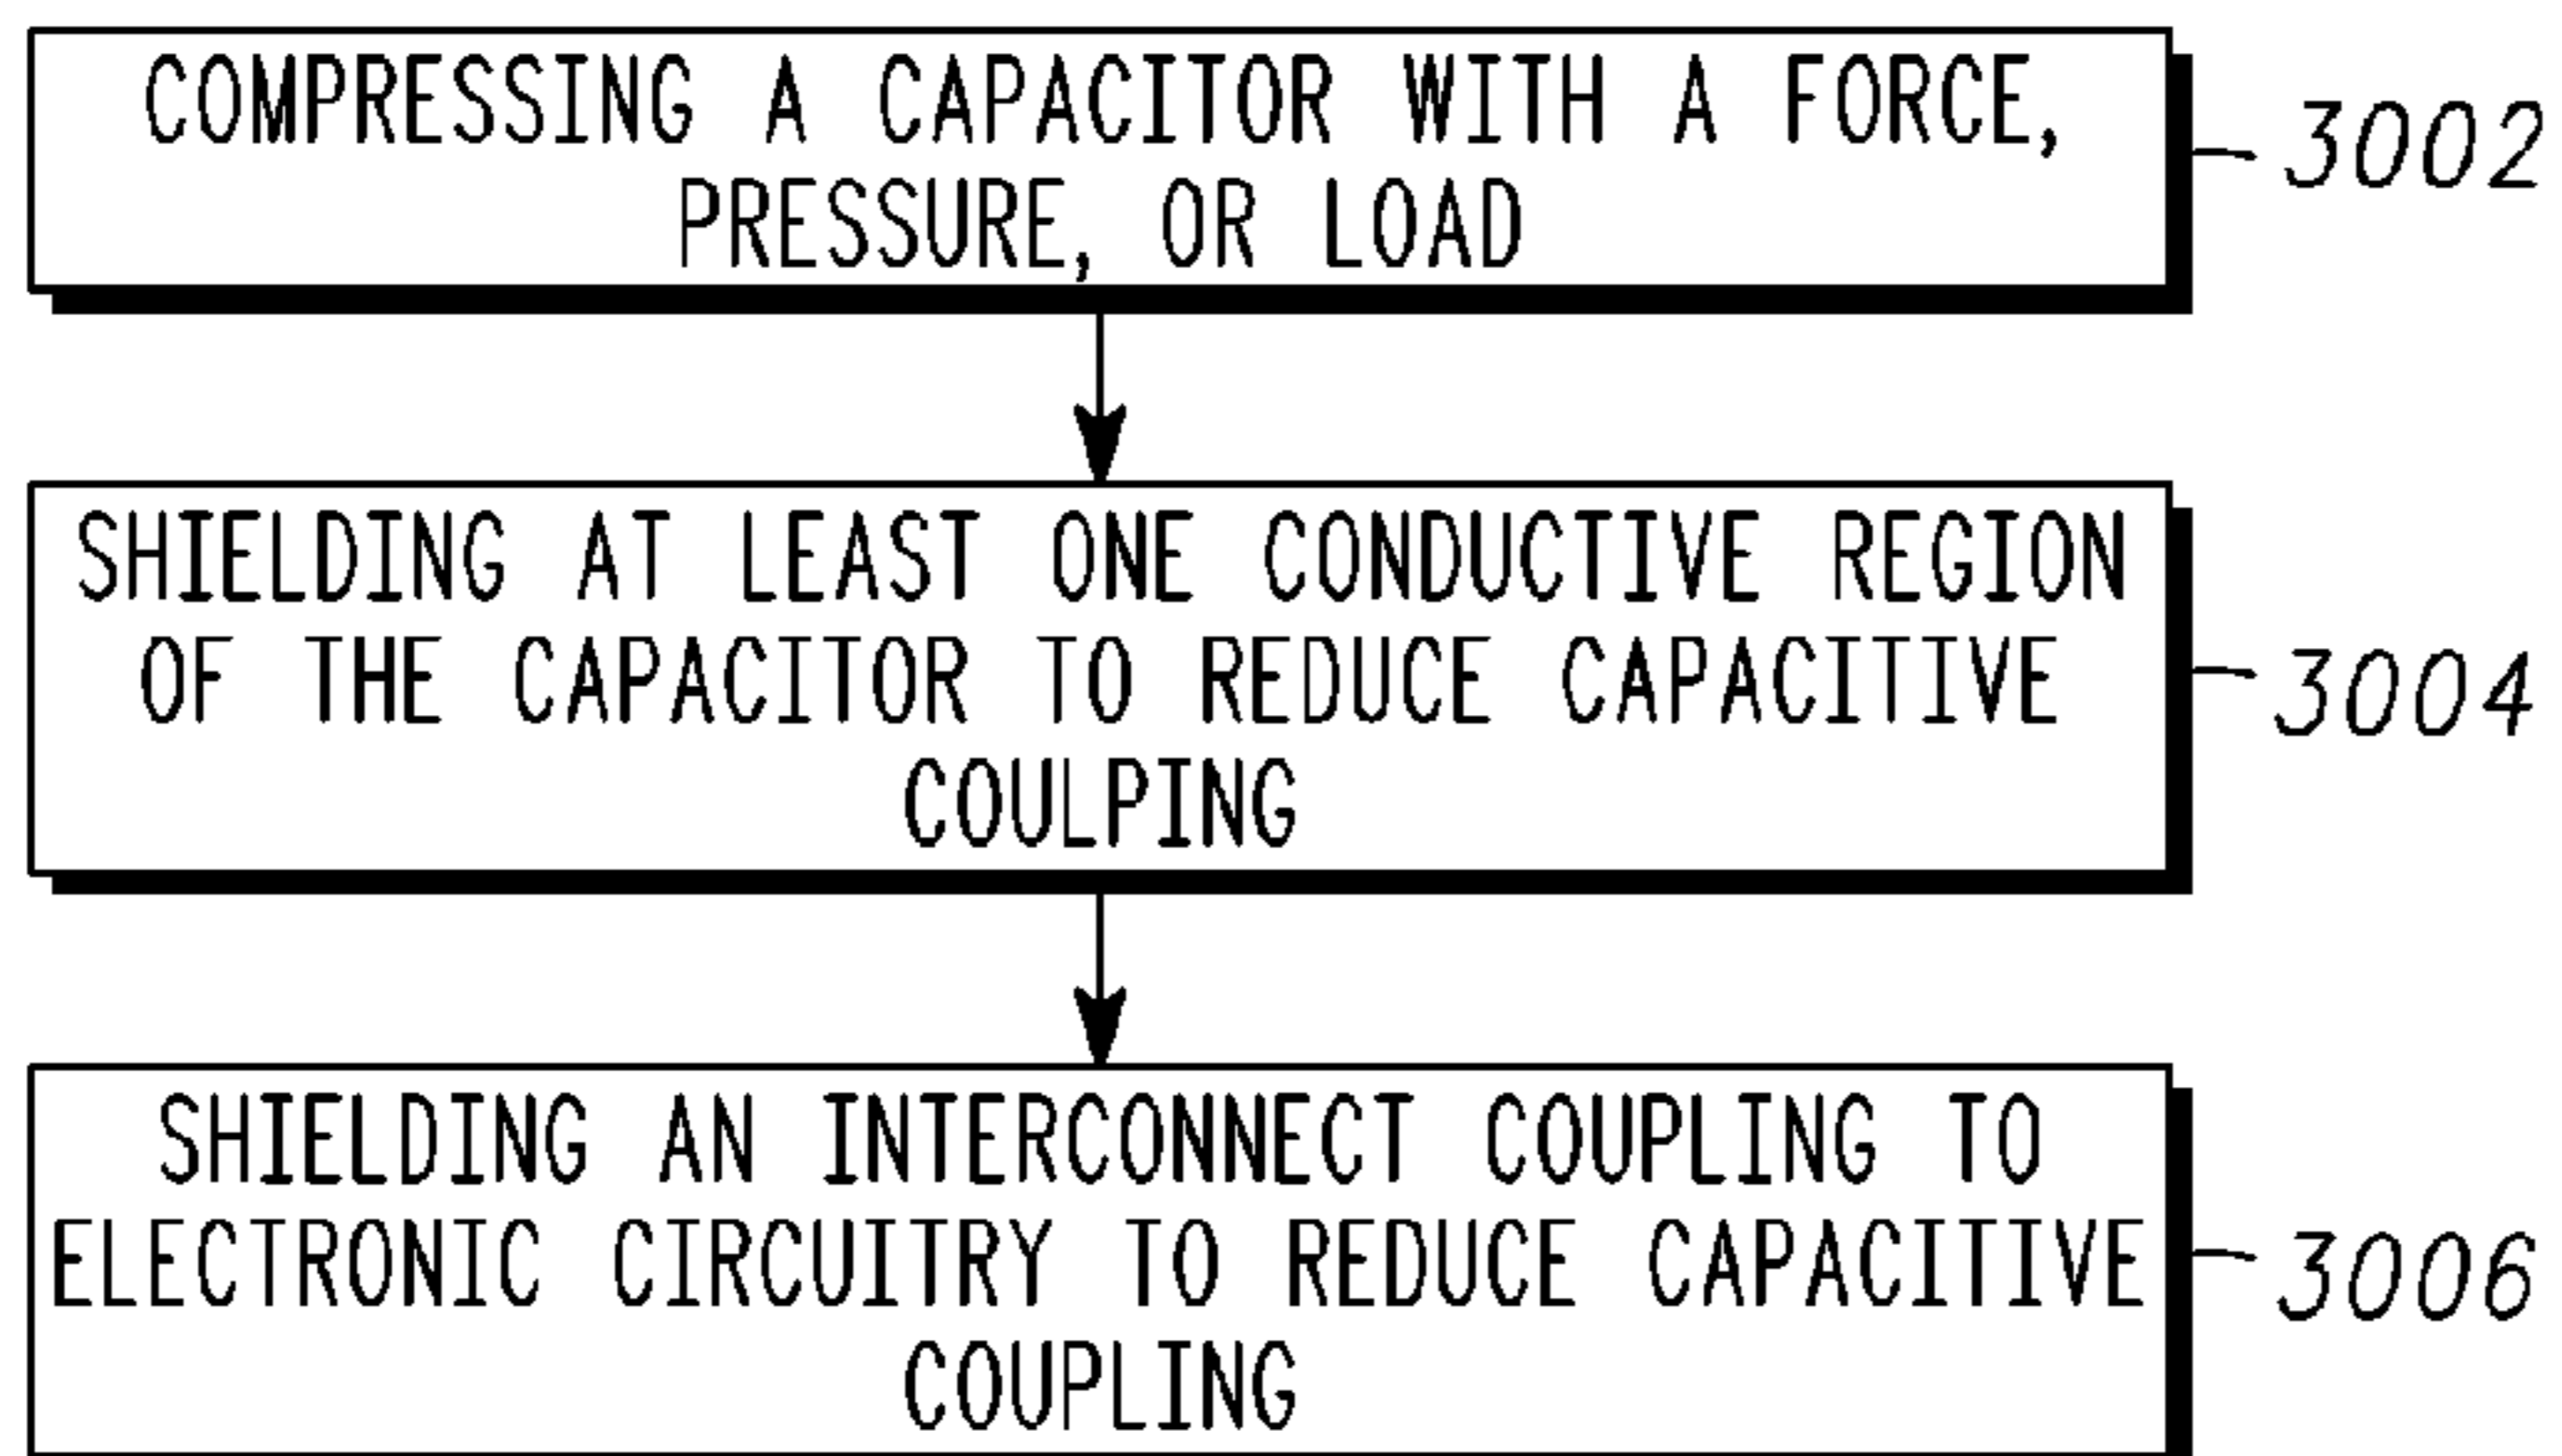 COMPRESSING A CAPACITOR WITH A FORCE,
PRESSURE, OR LOAD
3002
SHIELDING AT LEAST ONE CONDUCTIVE REGION
OF THE CAPACITOR TO REDUCE CAPACITIVE
COULPING
3004
SHIELDING AN INTERCONNECT COUPLING TO
ELECTRONIC CIRCUITRY TO REDUCE CAPACITIVE
COUPLING
3006